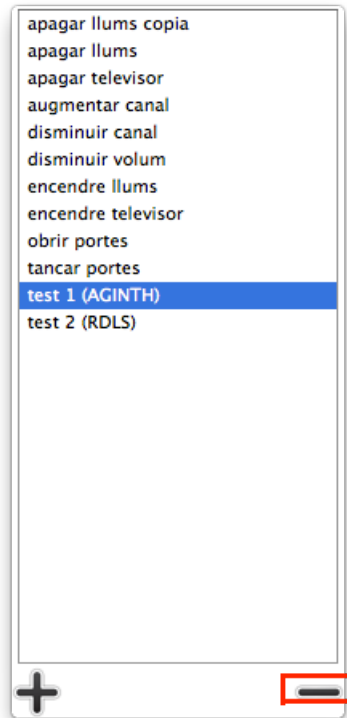 apagar llums copia
apagar llums
apagar televisor
augmentar canal
disminuir canal
disminuir volum
encendre llums
encendre televisor
obrir portes
tancar portes
test 1 (AGINTH)
test 2 (RDLS)